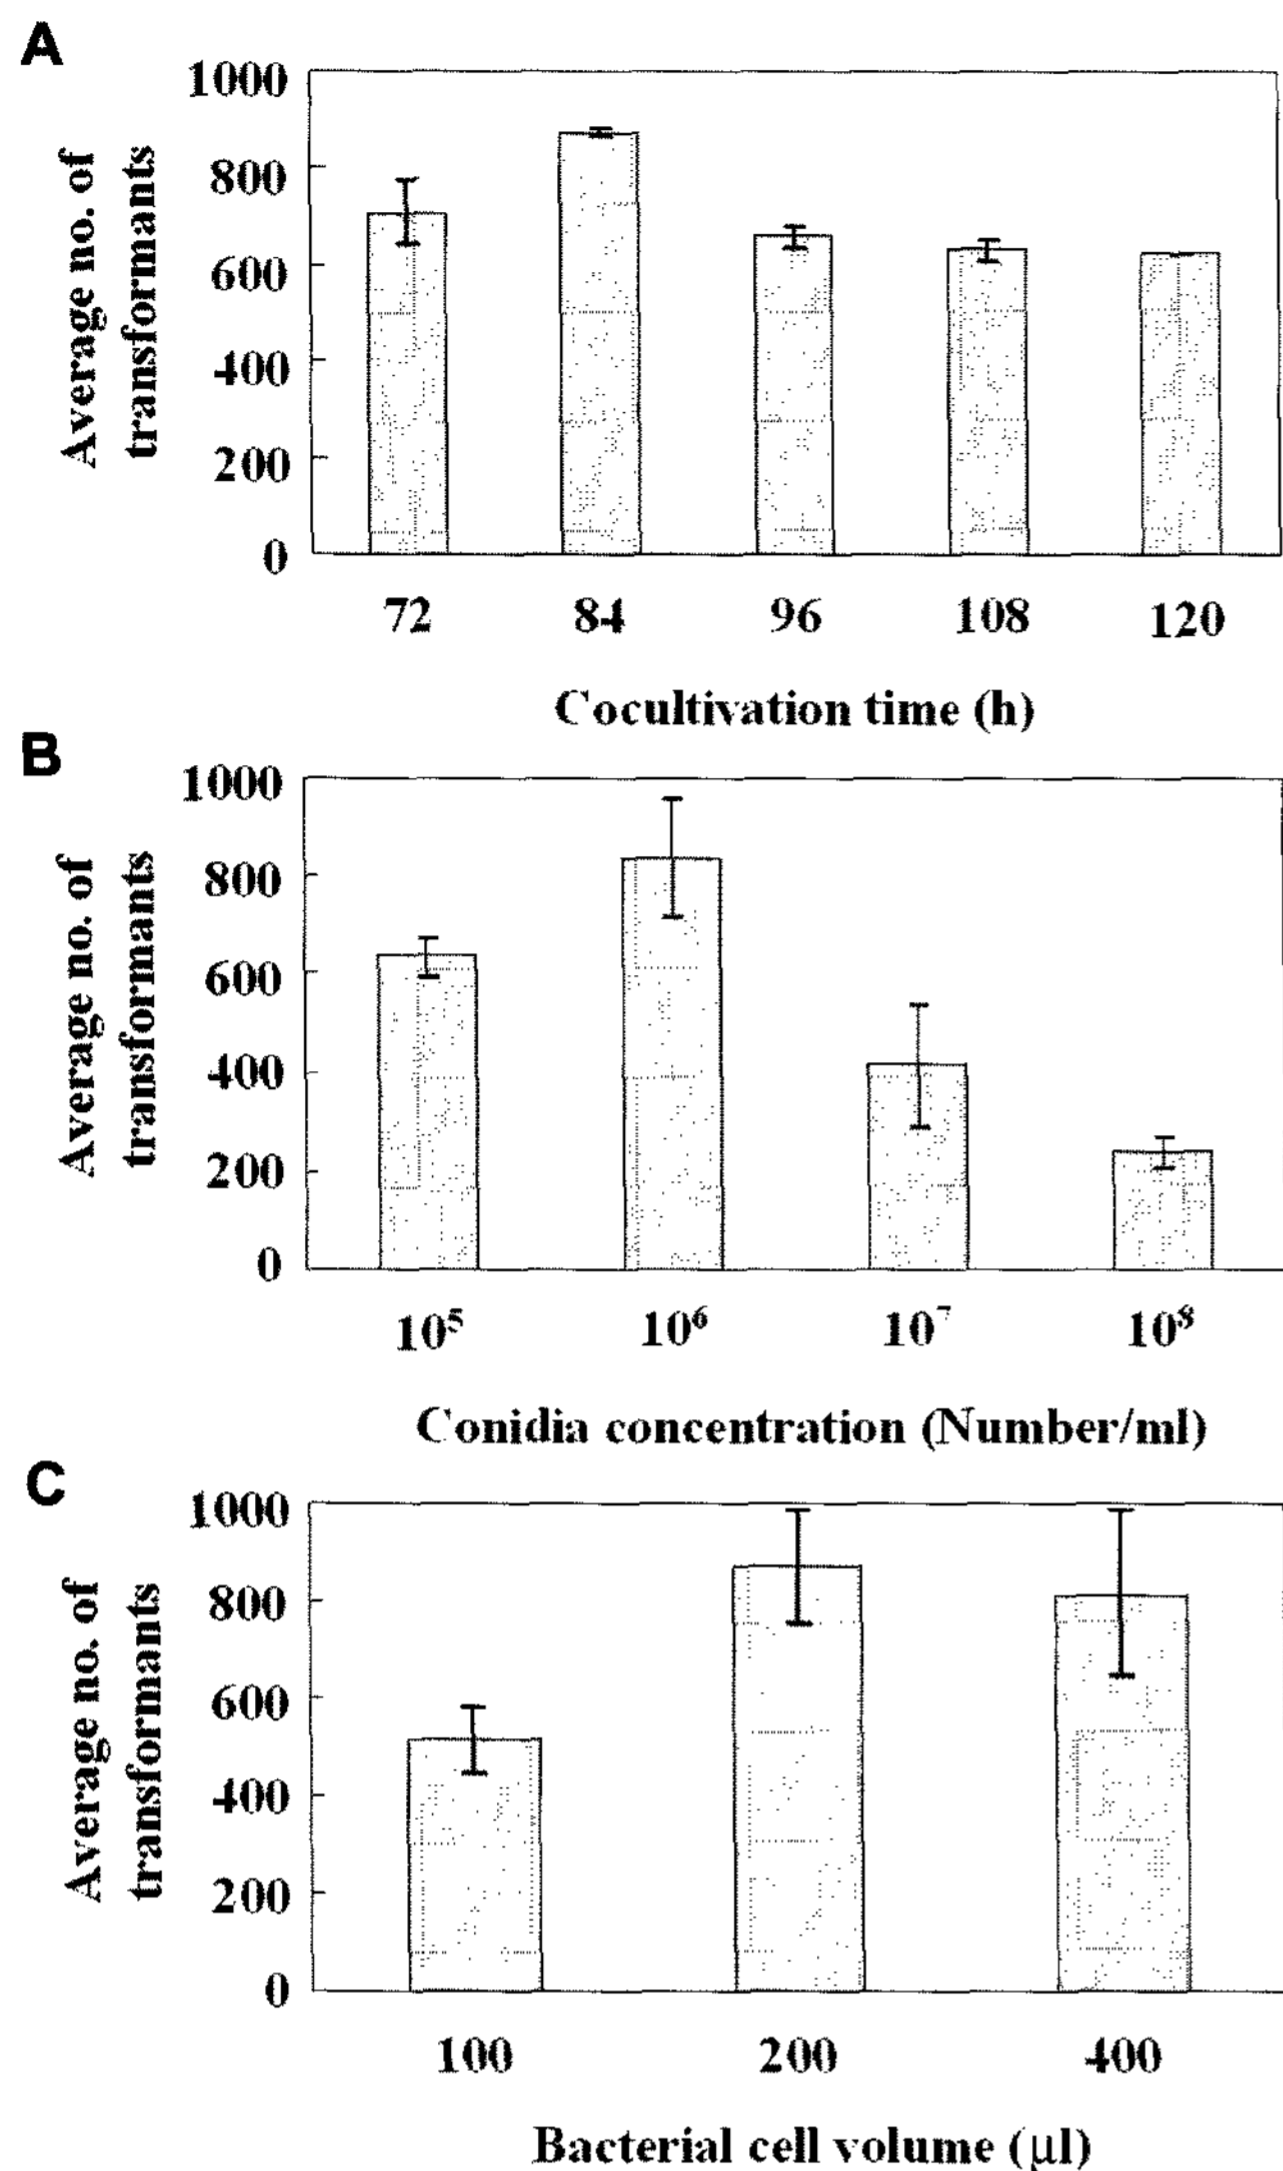 A
Average no. of
transformants
1000
800
600
400
200
0
72 84 96 108 120
Cocultivation time (h)
B
Average no. of
transformants
1000
800
600
400
200
0
10⁵ 10⁶ 10⁷ 10⁸
Conidia concentration (Number/ml)
C
Average no. of
transformants
1000
800
600
400
200
0
100 200 400
Bacterial cell volume (µl)